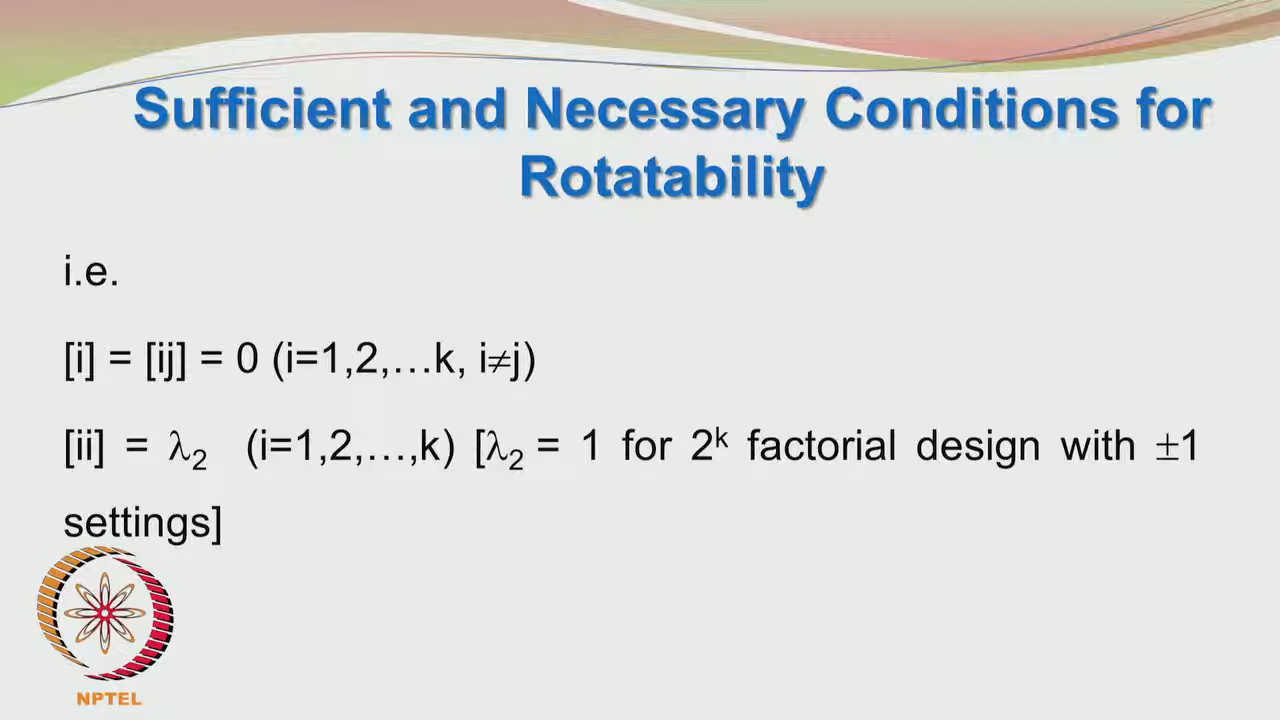 Sufficient and Necessary Conditions for
Rotatability
i.e.
[i] = [ij] = 0 (i=1,2,…k, i≠j)
[ii] = λ₂ (i=1,2,…,k) [λ₂ = 1 for 2ᵏ factorial design with ±1
settings]
NPTEL